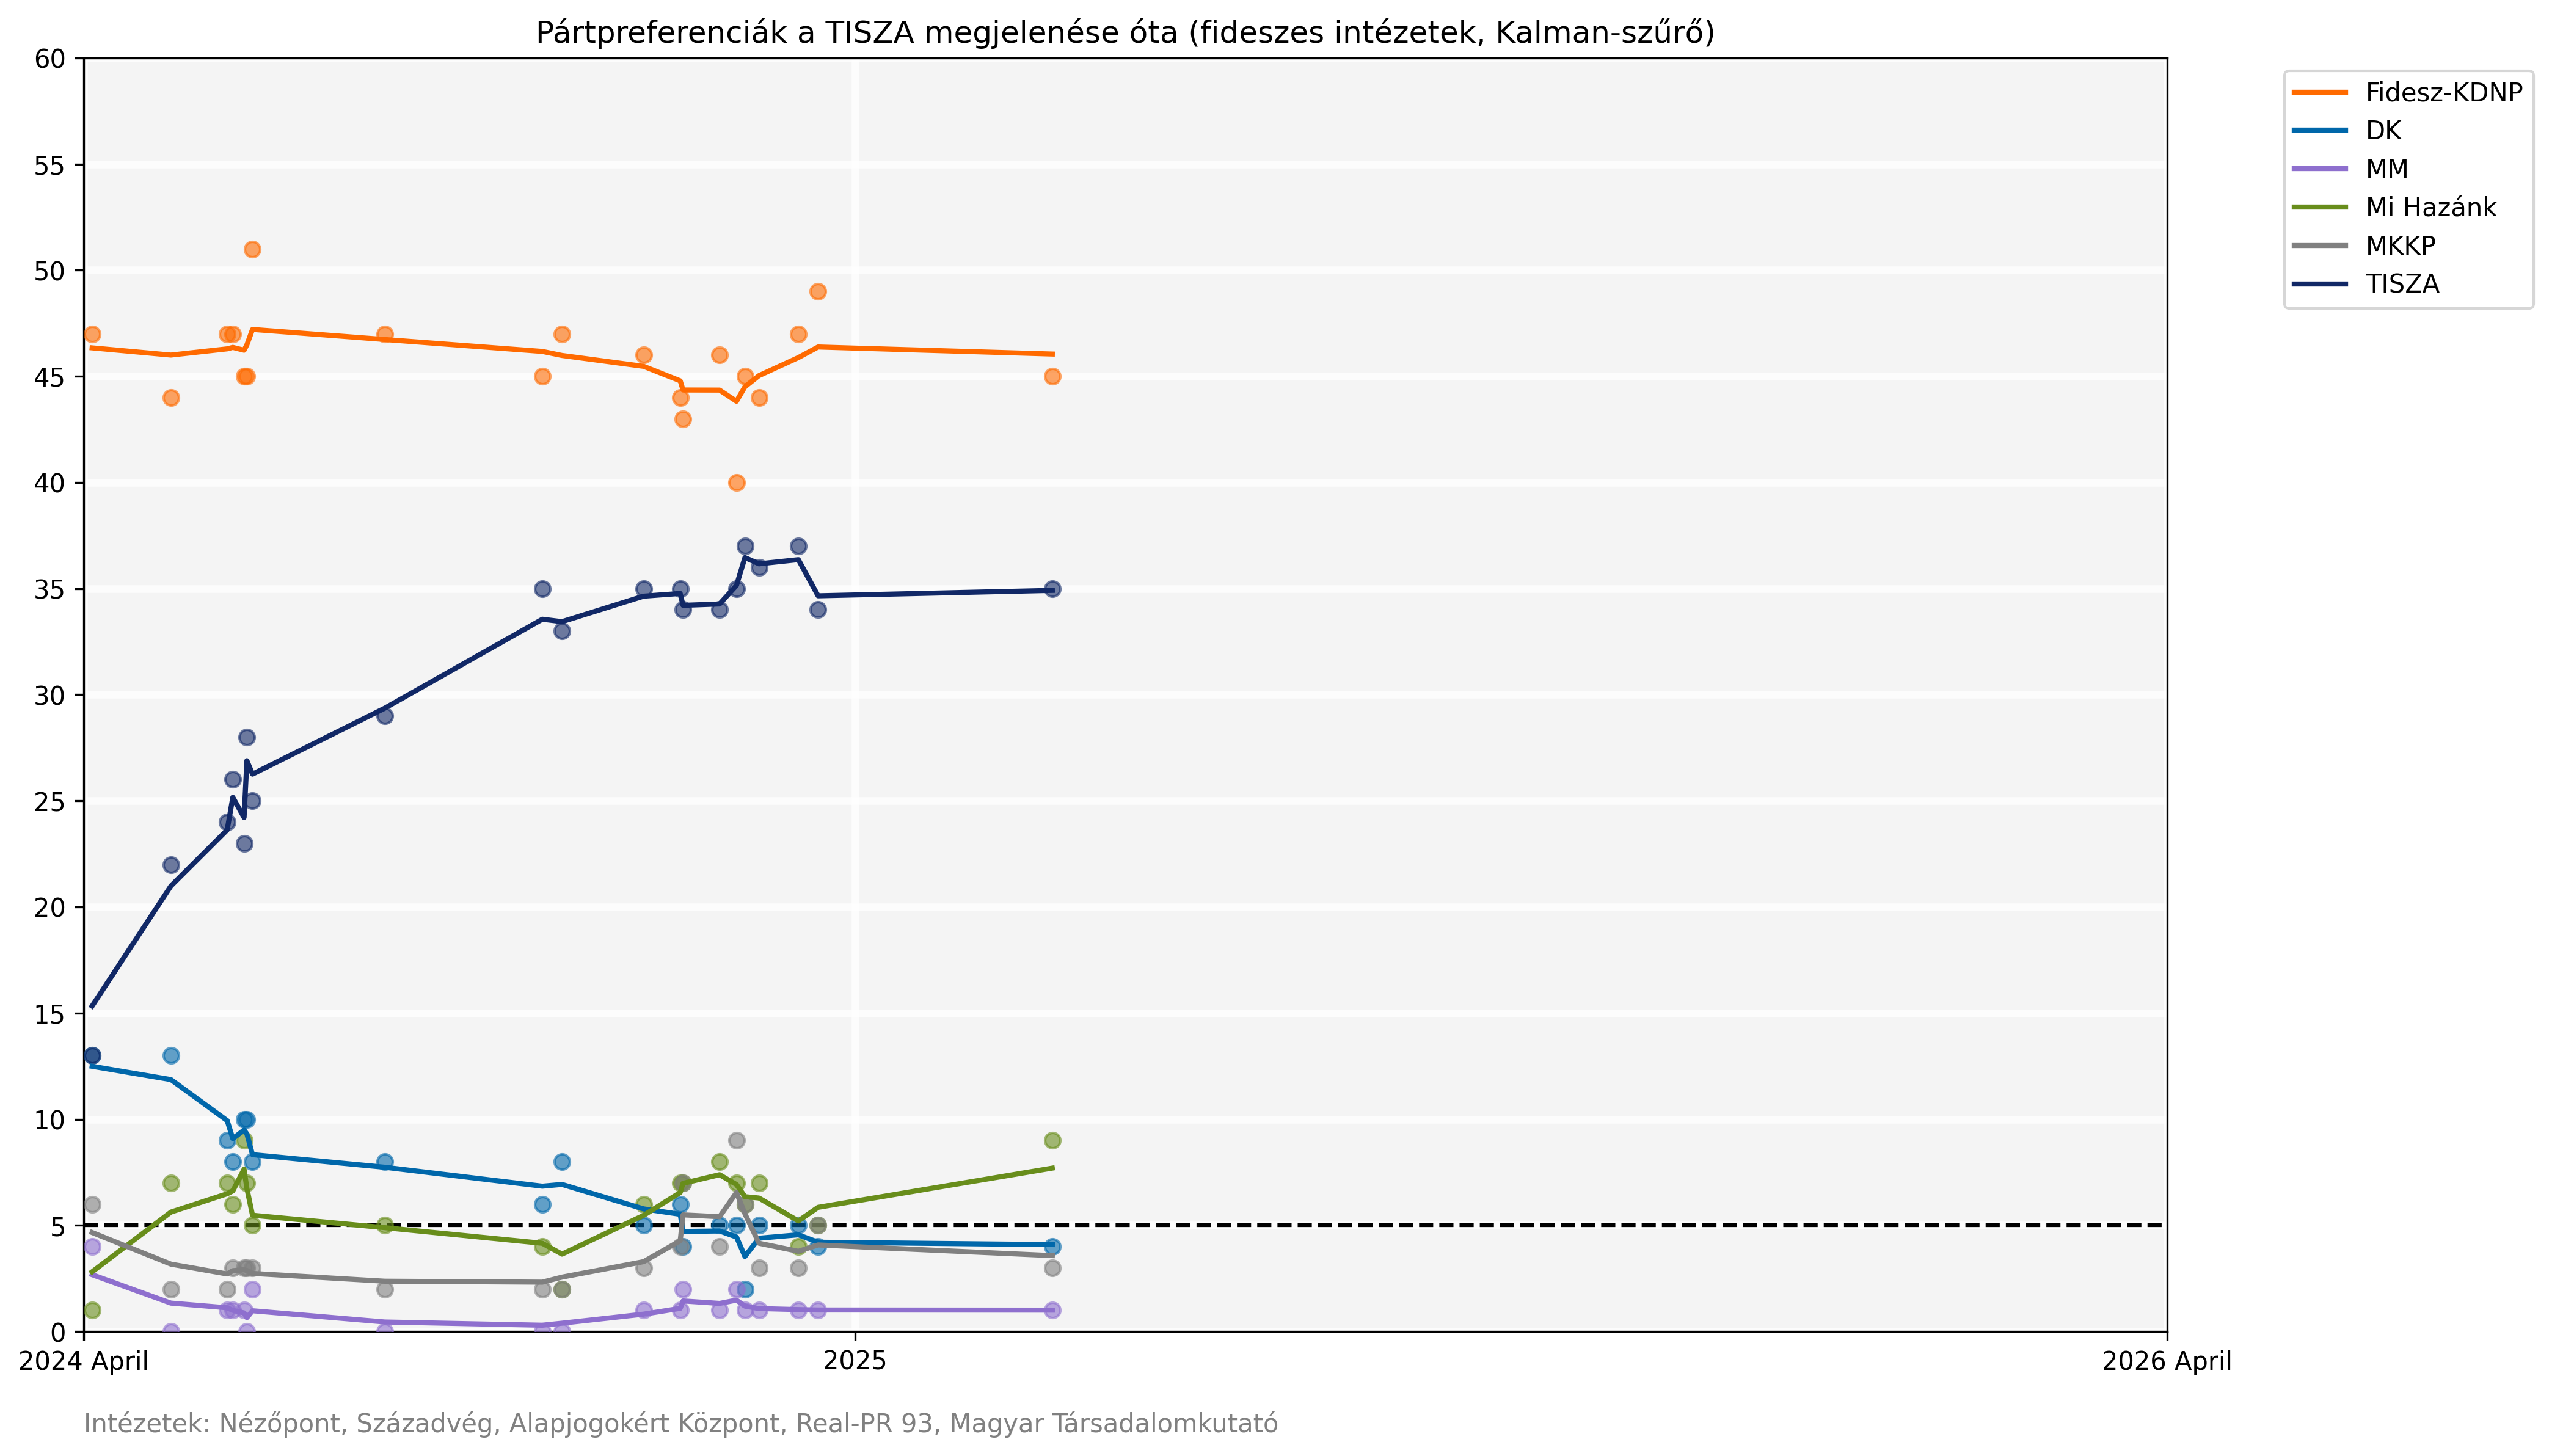 Pártpreferenciák a TISZA megjelenése óta (fideszes intézetek, Kalman-szűrő)
60
55
50
45
40
35
30
25
20
15
10
5
0
2024 April
2025
2026 April
Fidesz-KDNP
DK
MM
Mi Hazánk
MKKP
TISZA
Intézetek: Nézőpont, Századvég, Alapjogokért Központ, Real-PR 93, Magyar Társadalomkutató